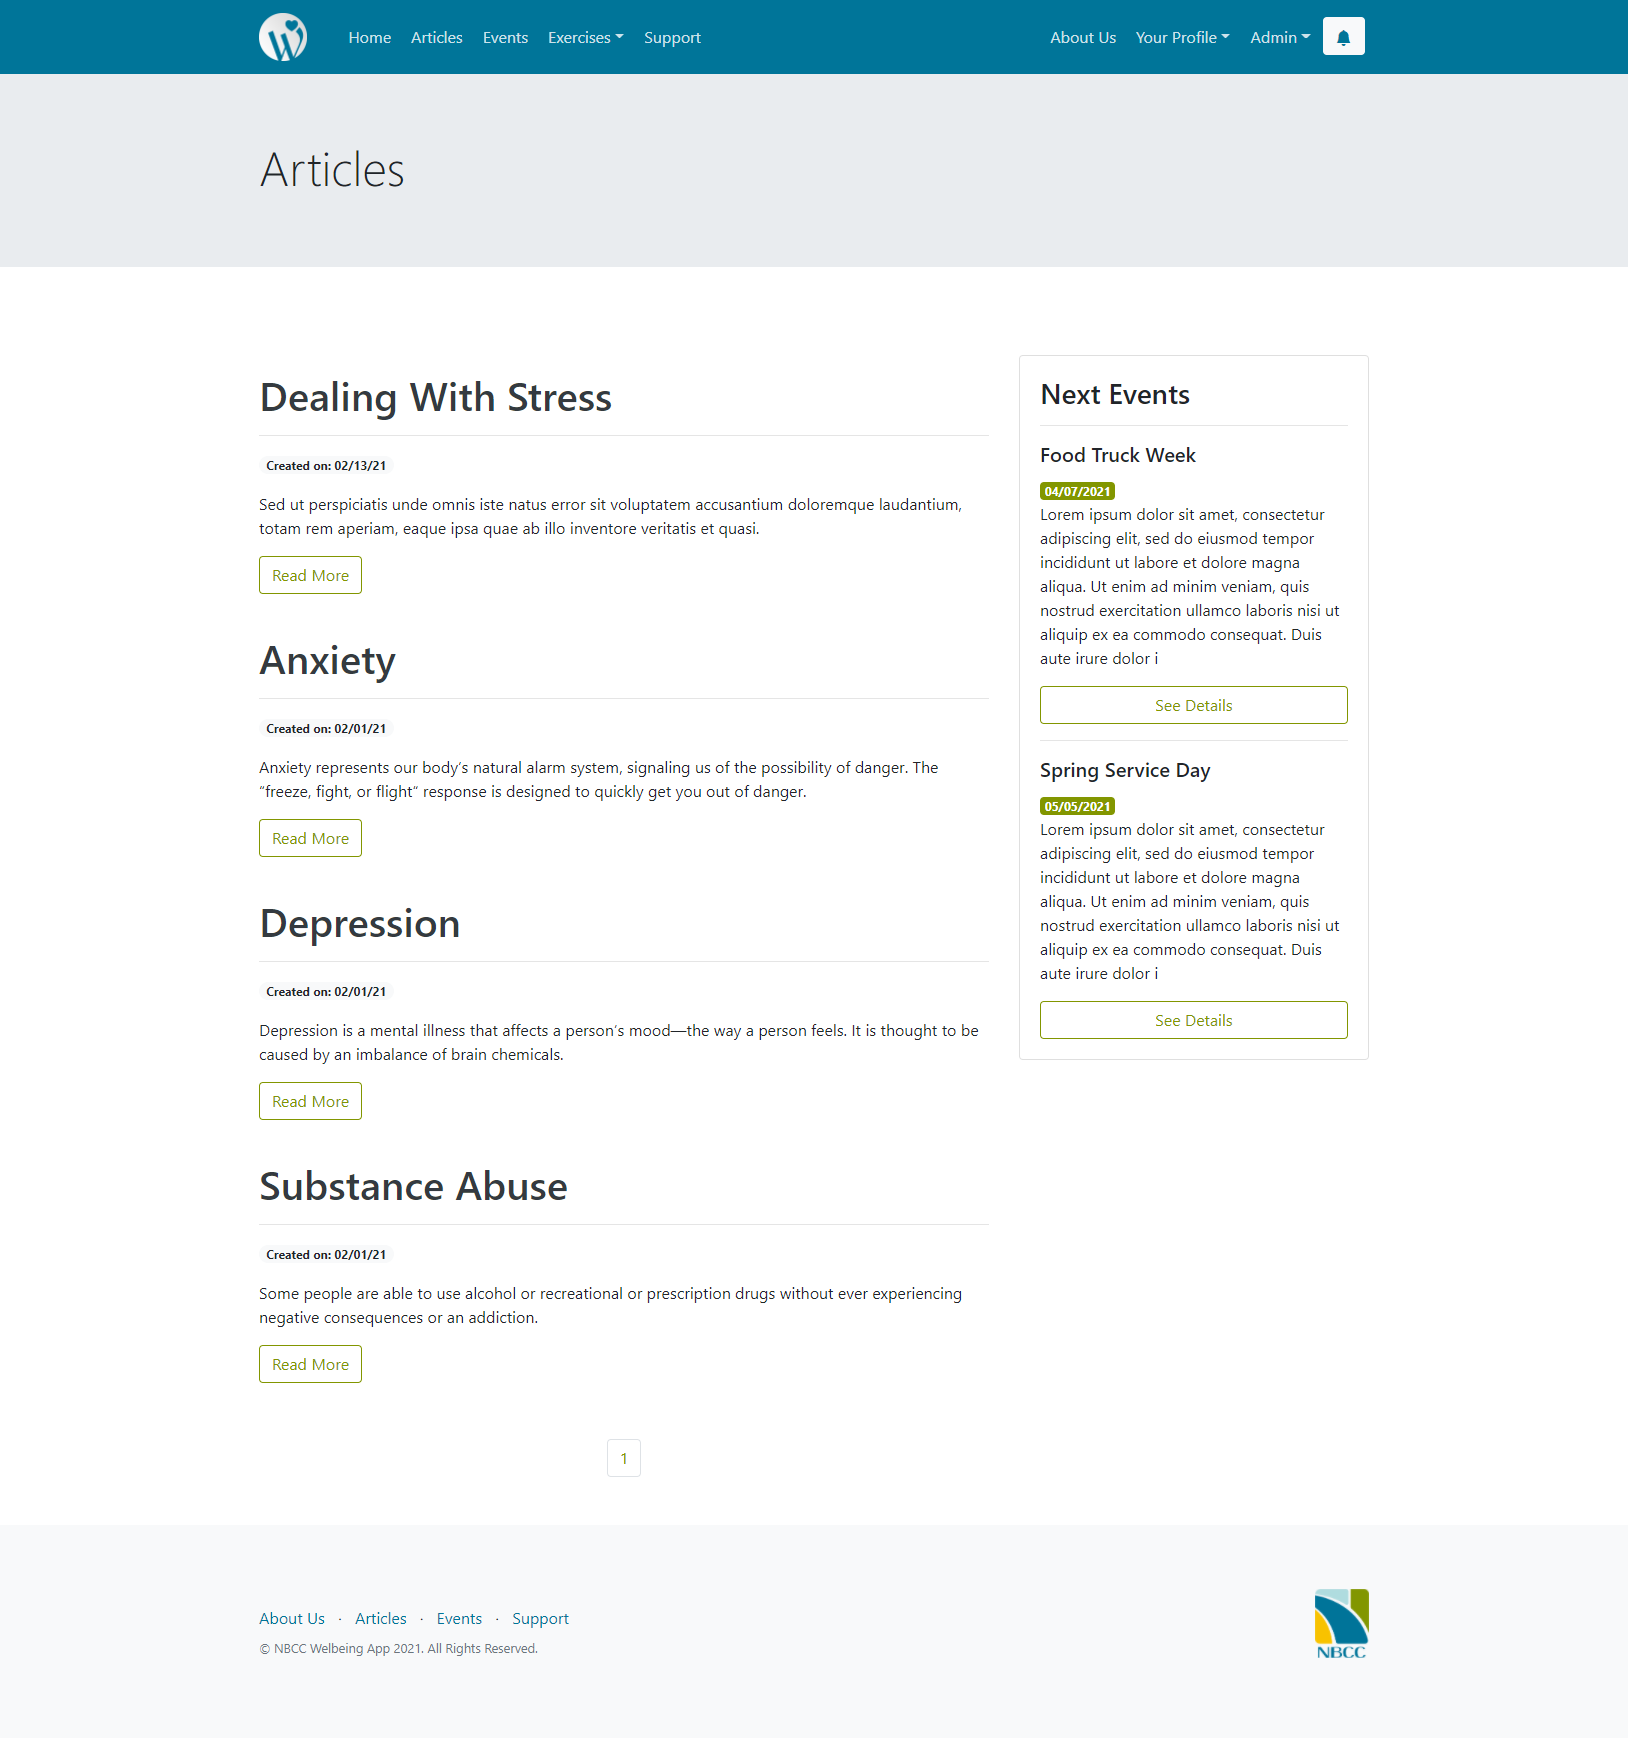 Home Articles Events Exercises Support About Us Your Profile Admin
Articles
Dealing With Stress
Created on: 02/13/21
Sed ut perspiciatis unde omnis iste natus error sit voluptatem accusantium doloremque laudantium,
totam rem aperiam, eaque ipsa quae ab illo inventore veritatis et quasi.
Read More
Anxiety
Created on: 02/01/21
Anxiety represents our body's natural alarm system, signaling us of the possibility of danger. The
“freeze, fight, or flight” response is designed to quickly get you out of danger.
Read More
Depression
Created on: 02/01/21
Depression is a mental illness that affects a person's mood—the way a person feels. It is thought to be
caused by an imbalance of brain chemicals.
Read More
Substance Abuse
Created on: 02/01/21
Some people are able to use alcohol or recreational or prescription drugs without ever experiencing
negative consequences or an addiction.
Read More
1
Next Events
Food Truck Week
04/07/2021
Lorem ipsum dolor sit amet, consectetur
adipiscing elit, sed do eiusmod tempor
incididunt ut labore et dolore magna
aliqua. Ut enim ad minim veniam, quis
nostrud exercitation ullamco laboris nisi ut
aliquip ex ea commodo consequat. Duis
aute irure dolor i
See Details
Spring Service Day
05/05/2021
Lorem ipsum dolor sit amet, consectetur
adipiscing elit, sed do eiusmod tempor
incididunt ut labore et dolore magna
aliqua. Ut enim ad minim veniam, quis
nostrud exercitation ullamco laboris nisi ut
aliquip ex ea commodo consequat. Duis
aute irure dolor i
See Details
About Us · Articles · Events · Support
© NBCC Welbeing App 2021. All Rights Reserved.
NBCC